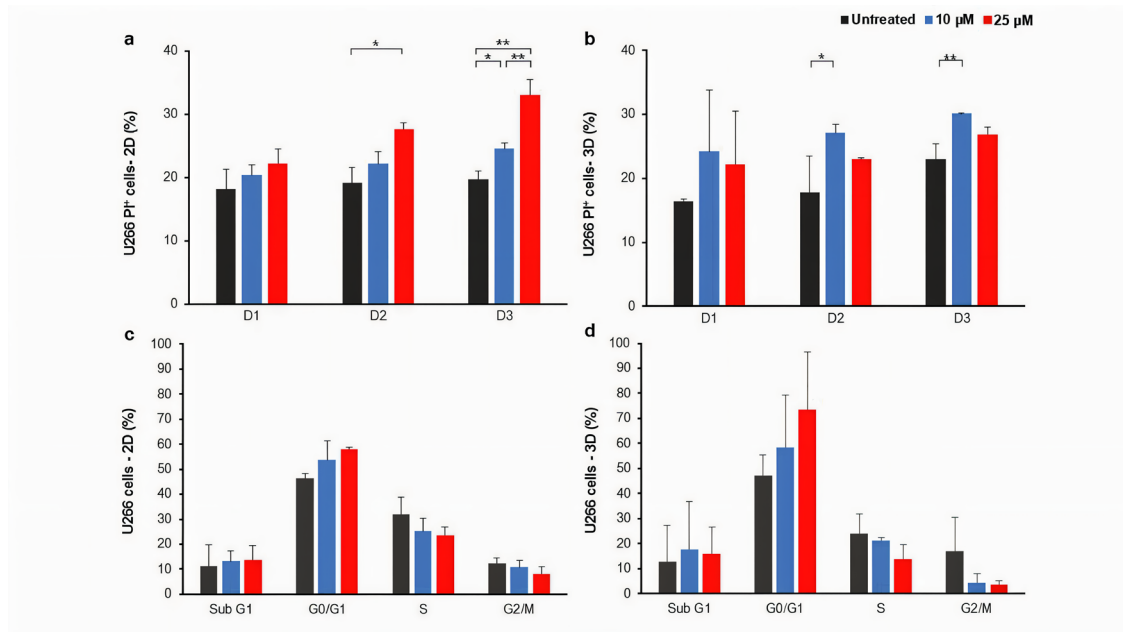 Untreated 10 µM 25 µM
a
U266 PI⁺ cells- 2D (%)
40
30
20
10
0
*
**
* **
D1 D2 D3
b
U266 PI⁺ cells- 3D (%)
40
30
20
10
0
*
**
D1 D2 D3
c
U266 cells - 2D (%)
100
90
80
70
60
50
40
30
20
10
0
Sub G1 G0/G1 S G2/M
d
U266 cells - 3D (%)
100
90
80
70
60
50
40
30
20
10
0
Sub G1 G0/G1 S G2/M